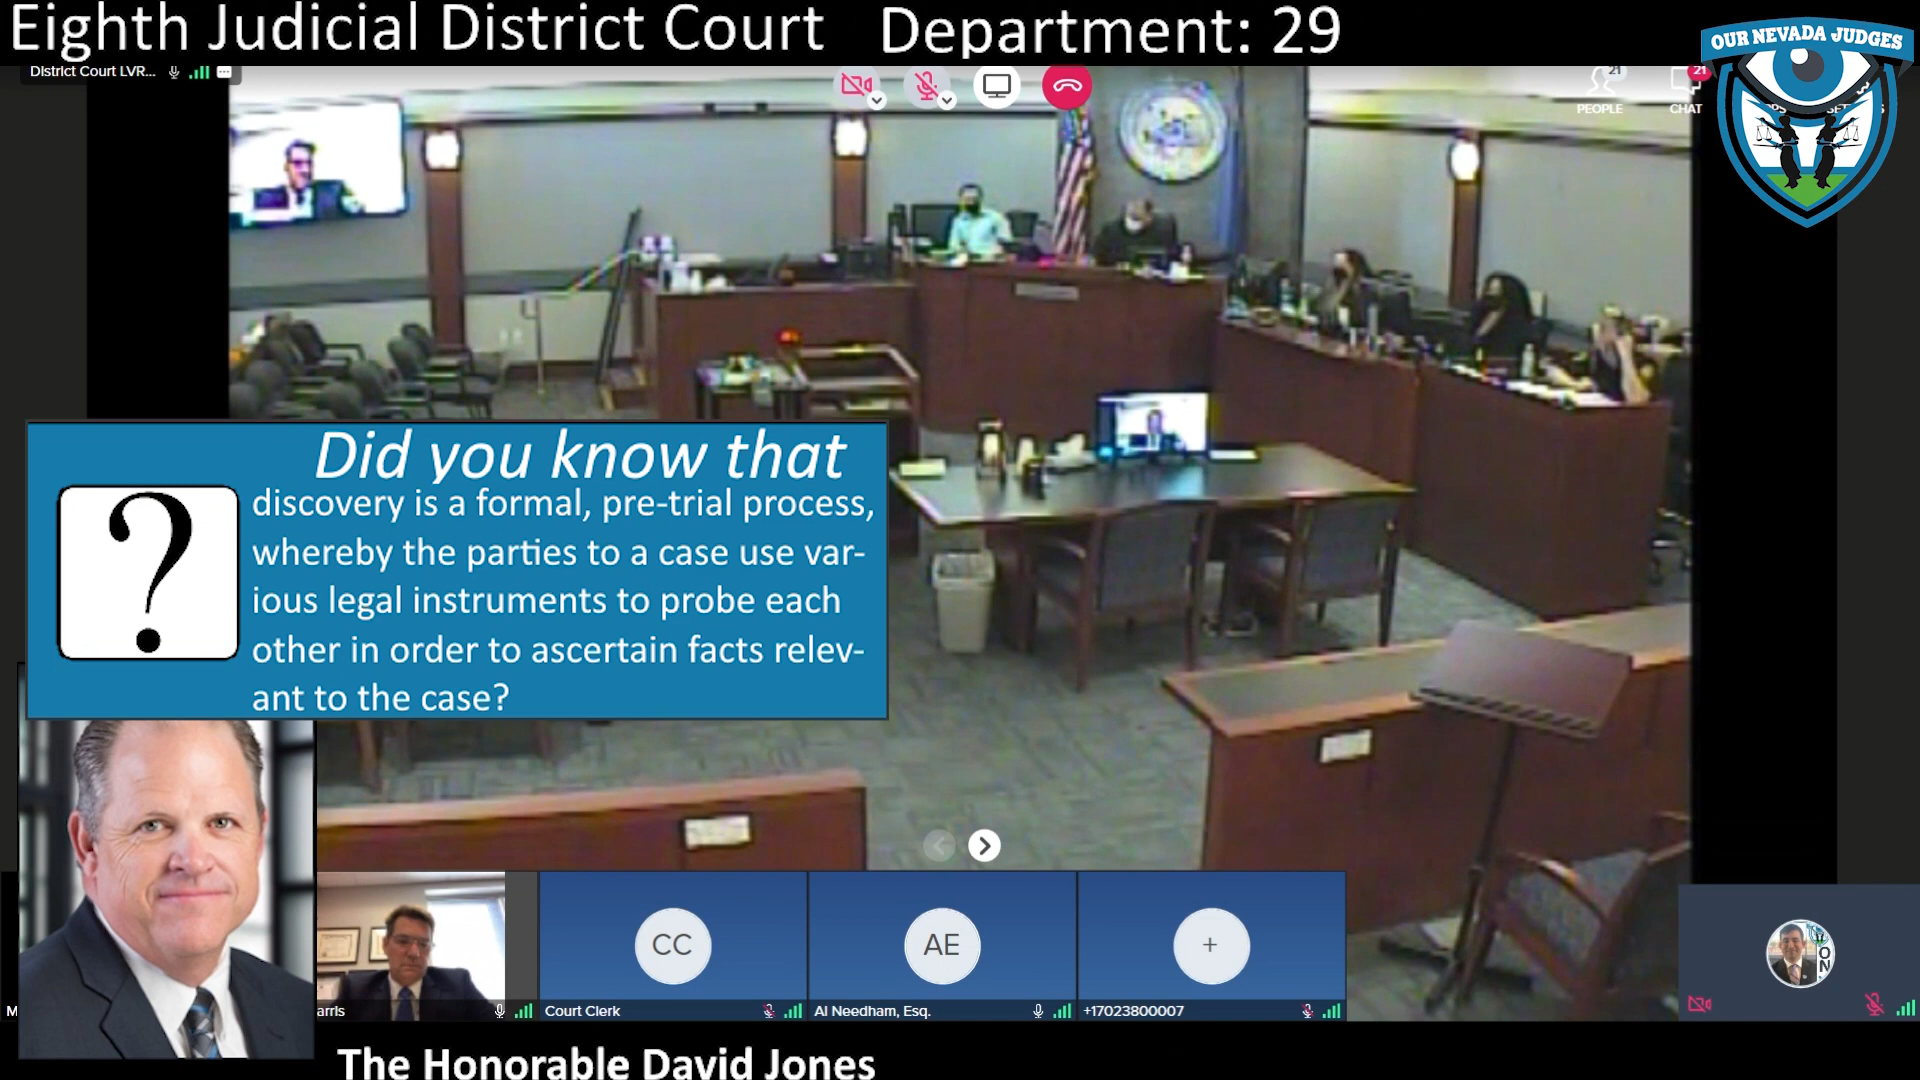 Eighth Judicial District Court Department: 29
OUR NEVADA JUDGES
District Court LVR...
21
21
PEOPLE
CHAT
Did you know that
discovery is a formal, pre-trial process,
whereby the parties to a case use var-
ious legal instruments to probe each
other in order to ascertain facts relev-
ant to the case?
?
CC
AE
+
ON
M
arris
Court Clerk
Al Needham, Esq.
+17023800007
The Honorable David Jones